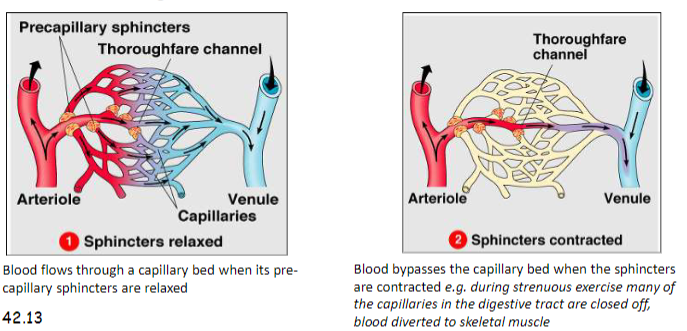 Precapillary sphincters
Thoroughfare channel
Arteriole
Venule
Capillaries
1 Sphincters relaxed
Blood flows through a capillary bed when its pre-
capillary sphincters are relaxed
42.13
Thoroughfare
channel
Arteriole
Venule
2 Sphincters contracted
Blood bypasses the capillary bed when the sphincters
are contracted e.g. during strenuous exercise many of
the capillaries in the digestive tract are closed off,
blood diverted to skeletal muscle